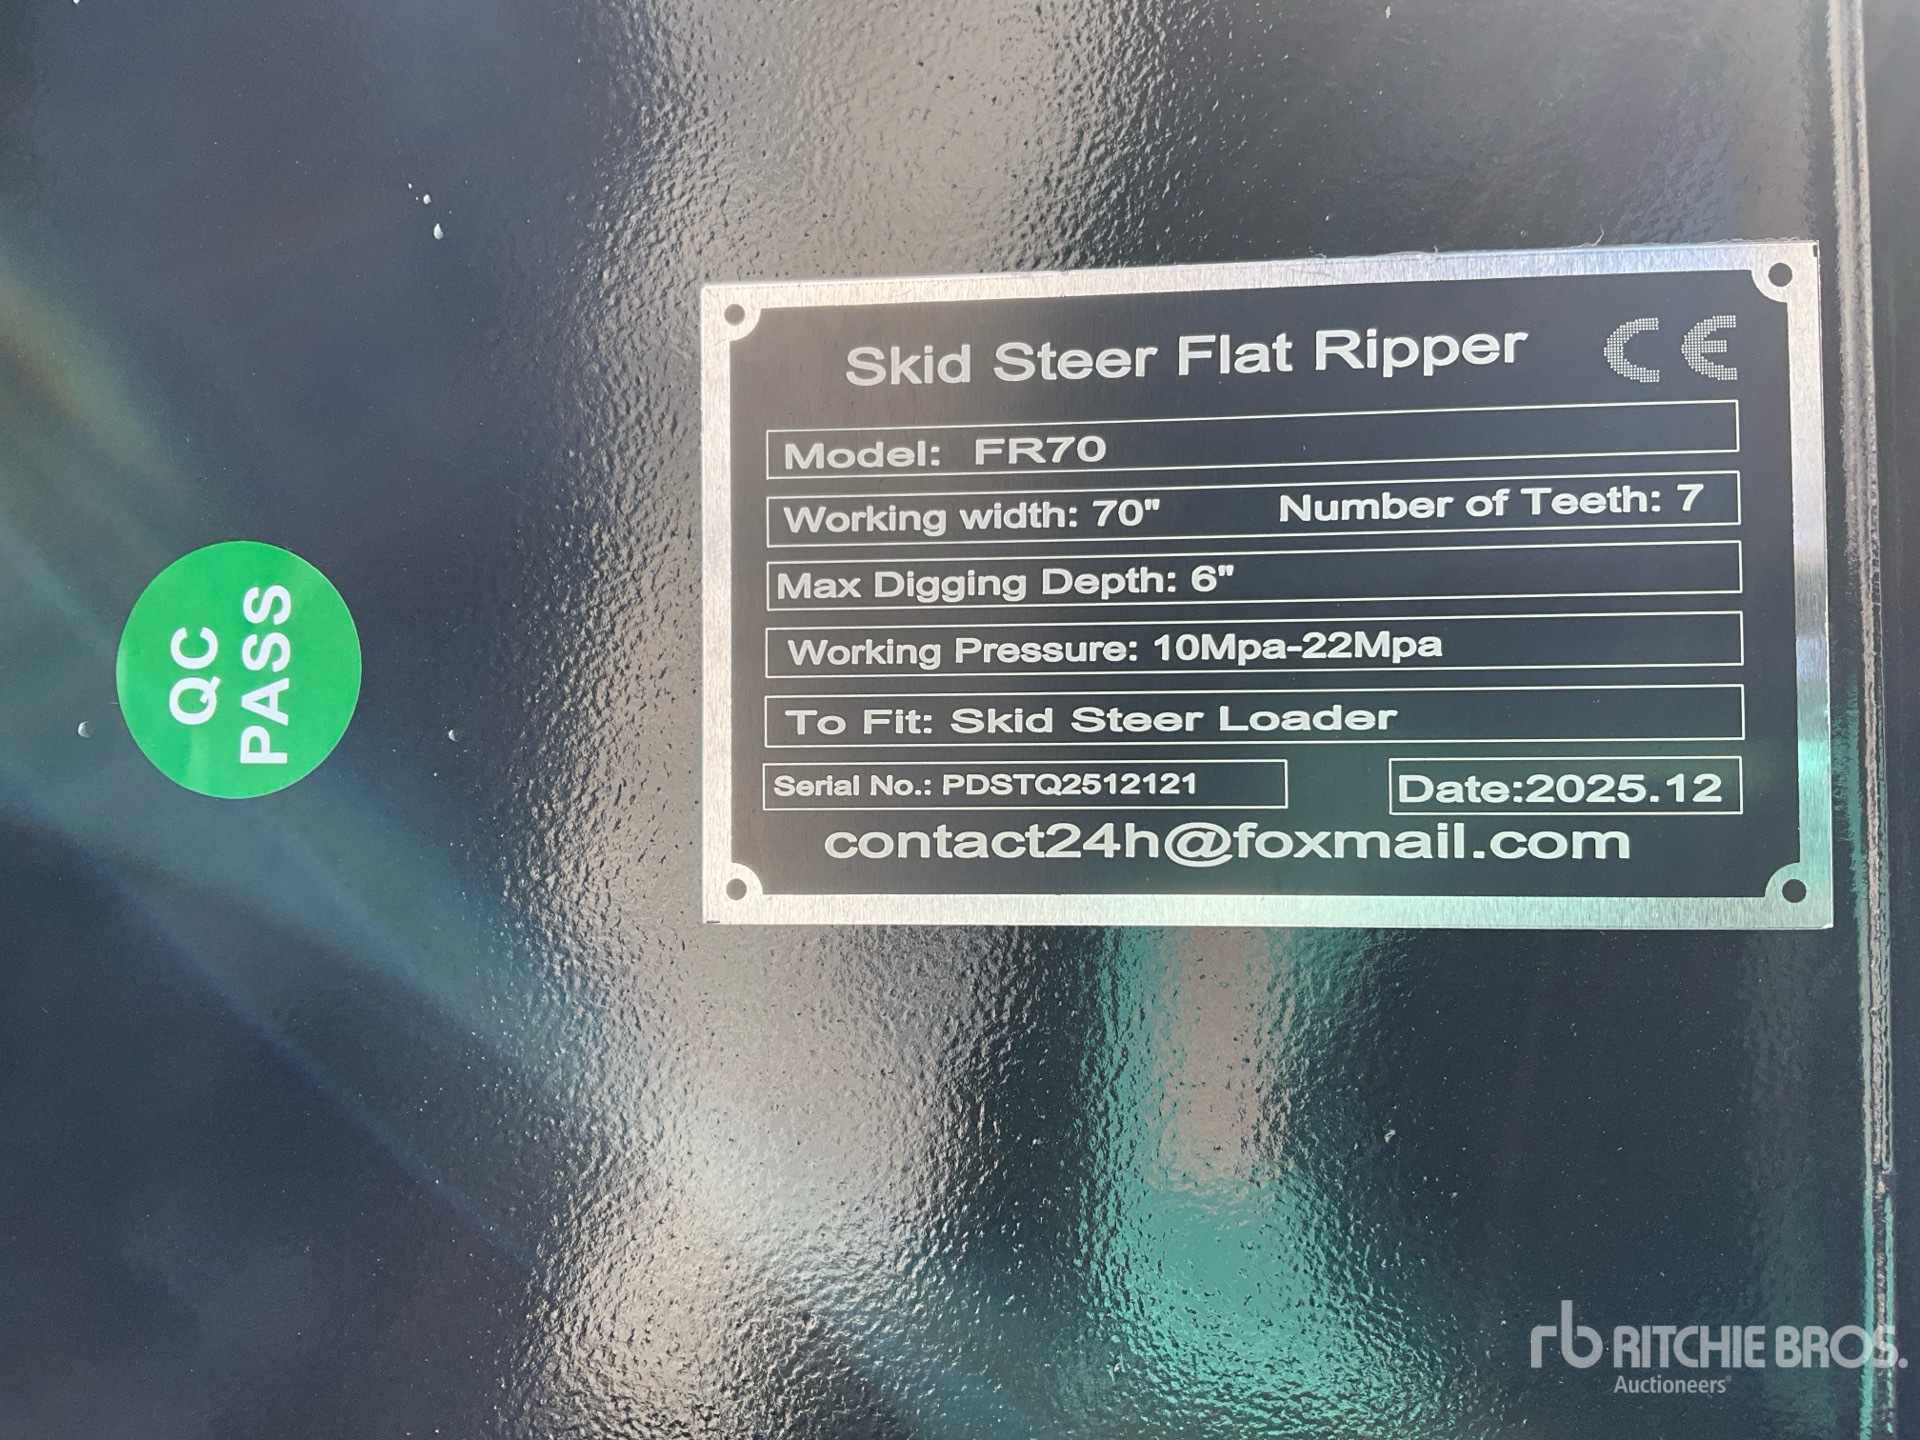 Skid Steer Flat Ripper CE
Model: FR70
Working width: 70" Number of Teeth: 7
Max Digging Depth: 6"
Working Pressure: 10Mpa-22Mpa
To Fit: Skid Steer Loader
Serial No.: PDSTQ2512121 Date:2025.12
contact24h@foxmail.com
QC
PASS
rb RITCHIE BROS.
Auctioneers